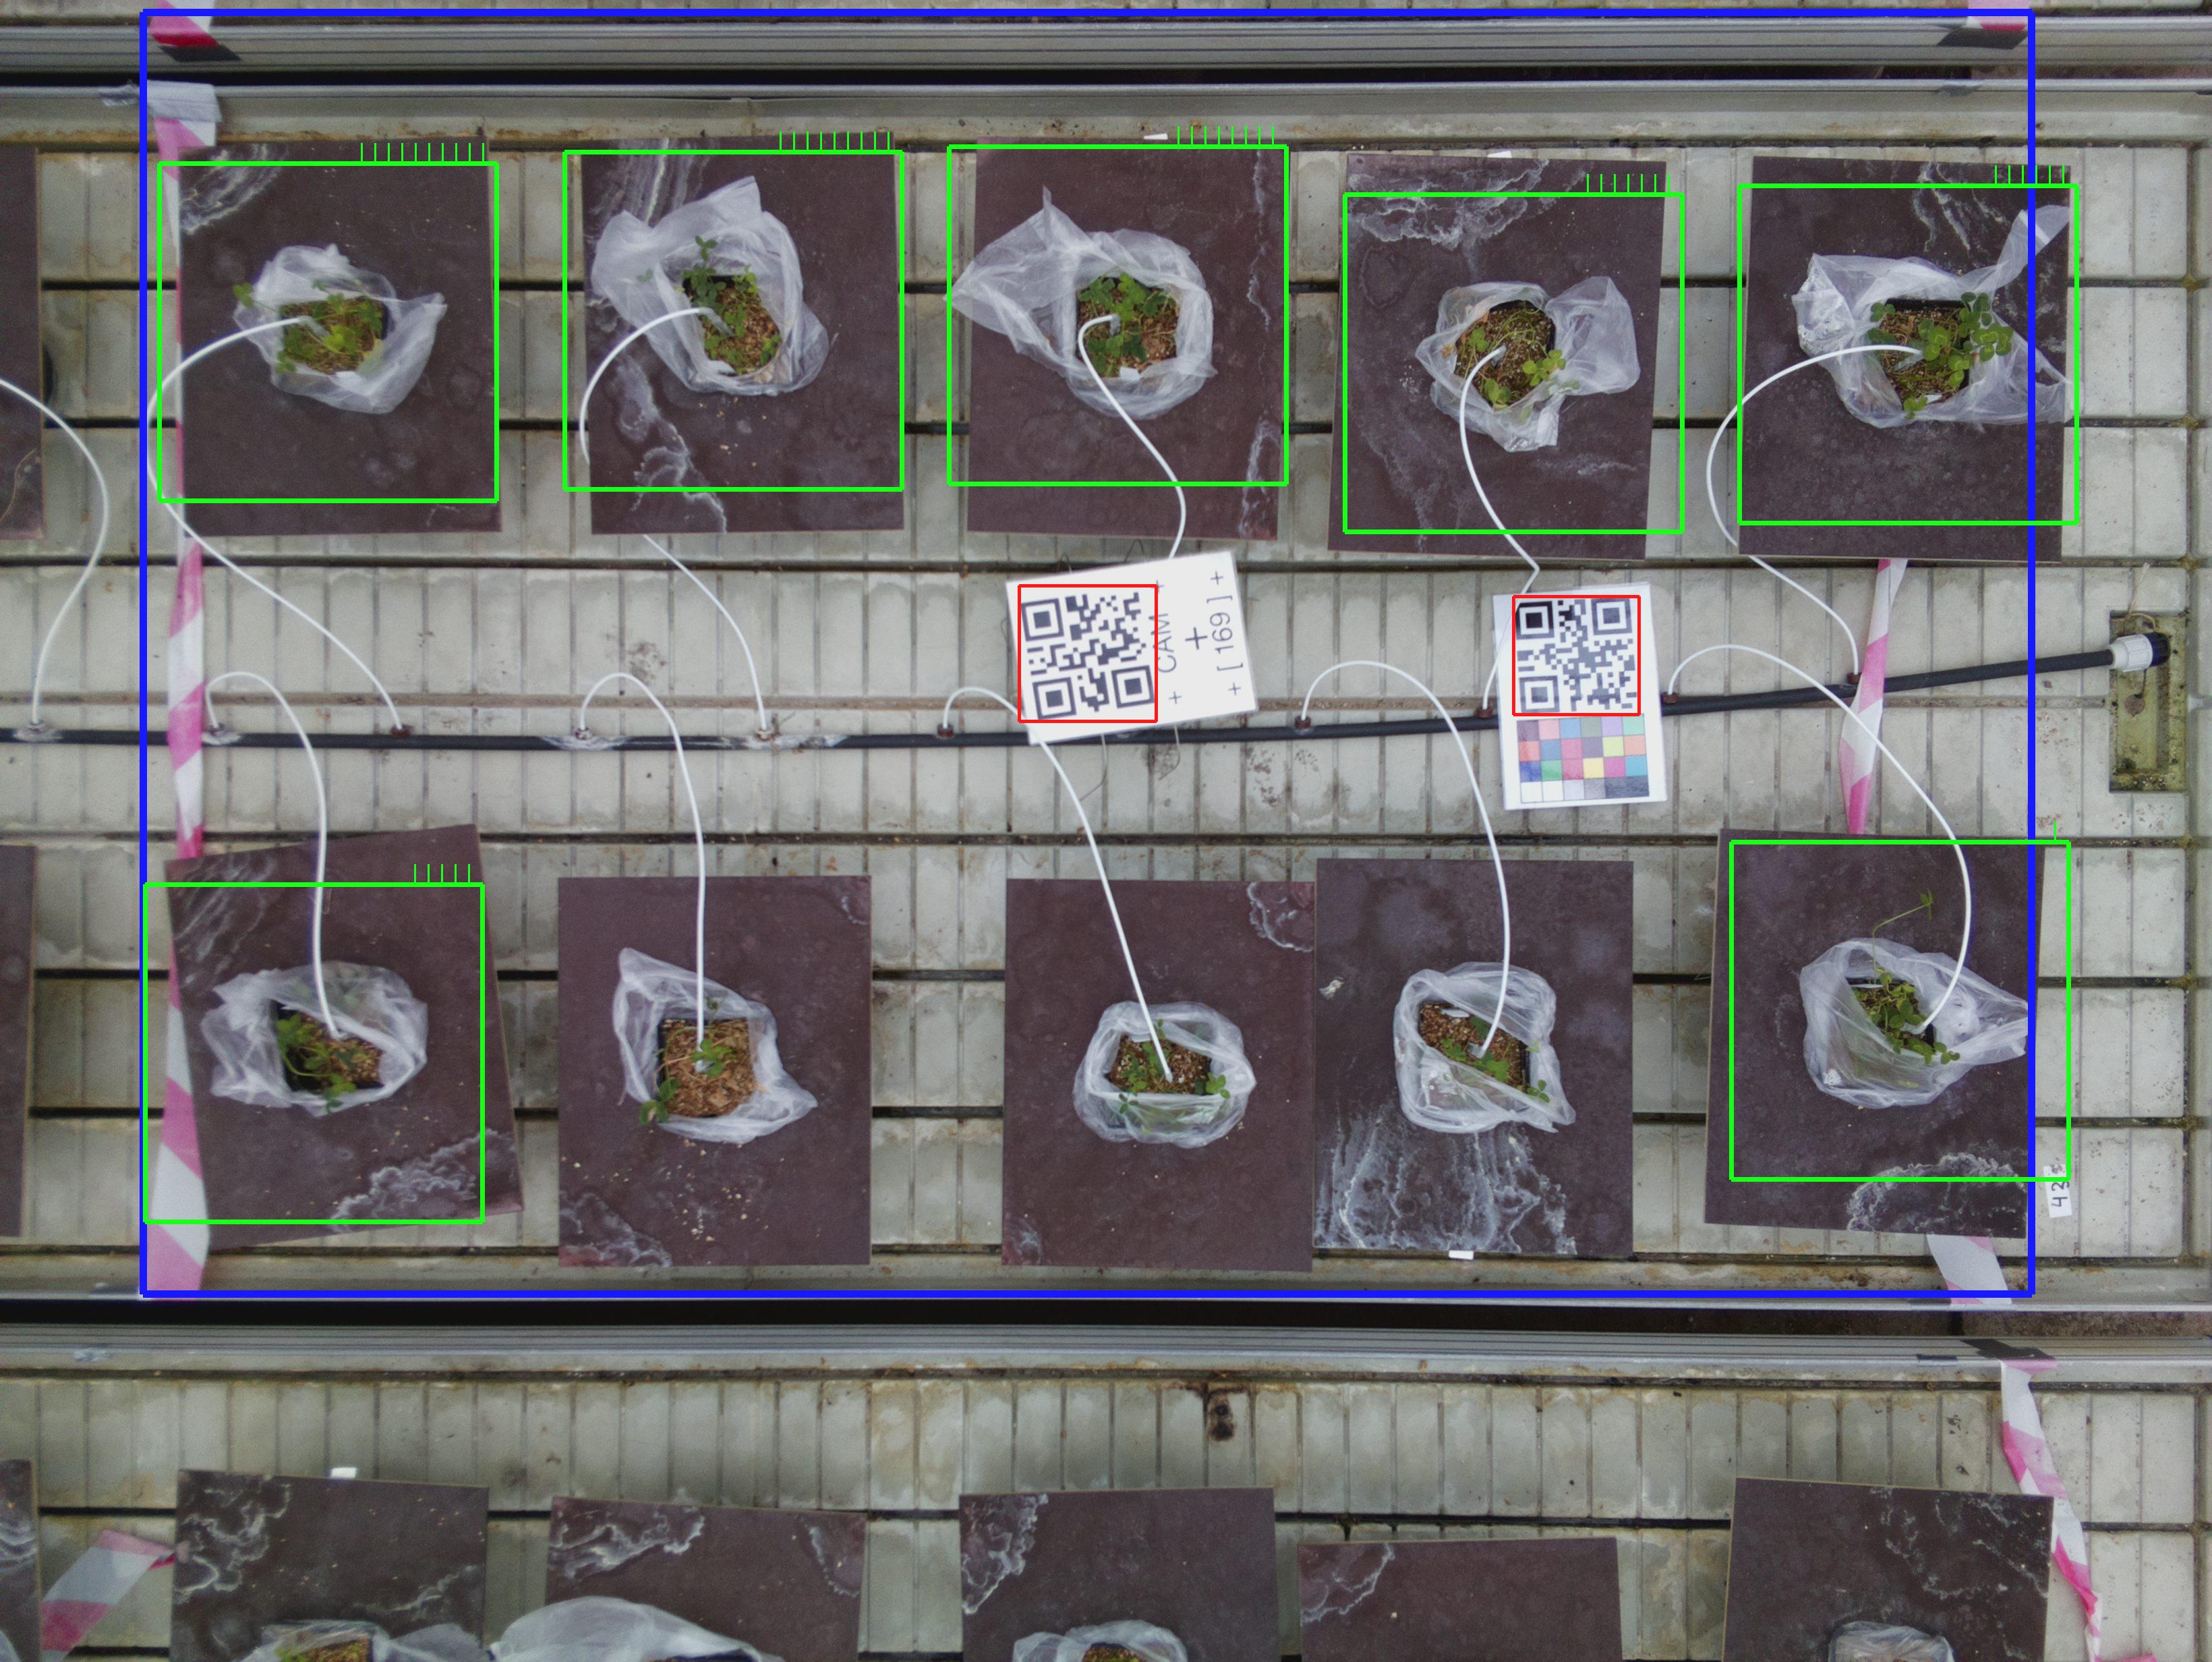 + CAM +
+
+ [ 169 ] +